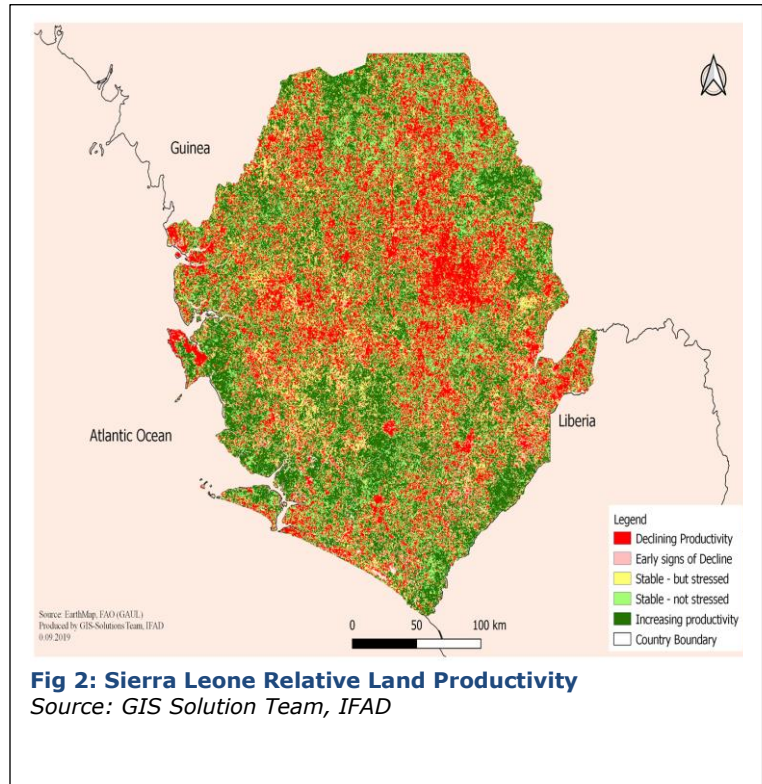 Guinea
Atlantic Ocean
Liberia
Legend
Declining Productivity
Early signs of Decline
Stable - but stressed
Stable - not stressed
Increasing productivity
Country Boundary
Source: EarthMap, FAO (GAUL)
Produced by GIS-Solutions Team, IFAD
0.09.2019
0 50 100 km
Fig 2: Sierra Leone Relative Land Productivity
Source: GIS Solution Team, IFAD